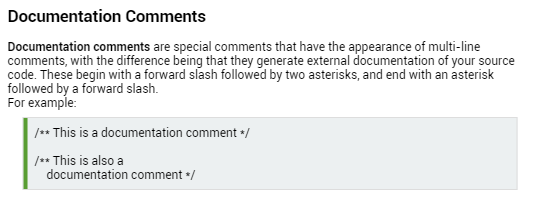 Documentation Comments
Documentation comments are special comments that have the appearance of multi-line
comments, with the difference being that they generate external documentation of your source
code. These begin with a forward slash followed by two asterisks, and end with an asterisk
followed by a forward slash.
For example:
/** This is a documentation comment */
/** This is also a
documentation comment */